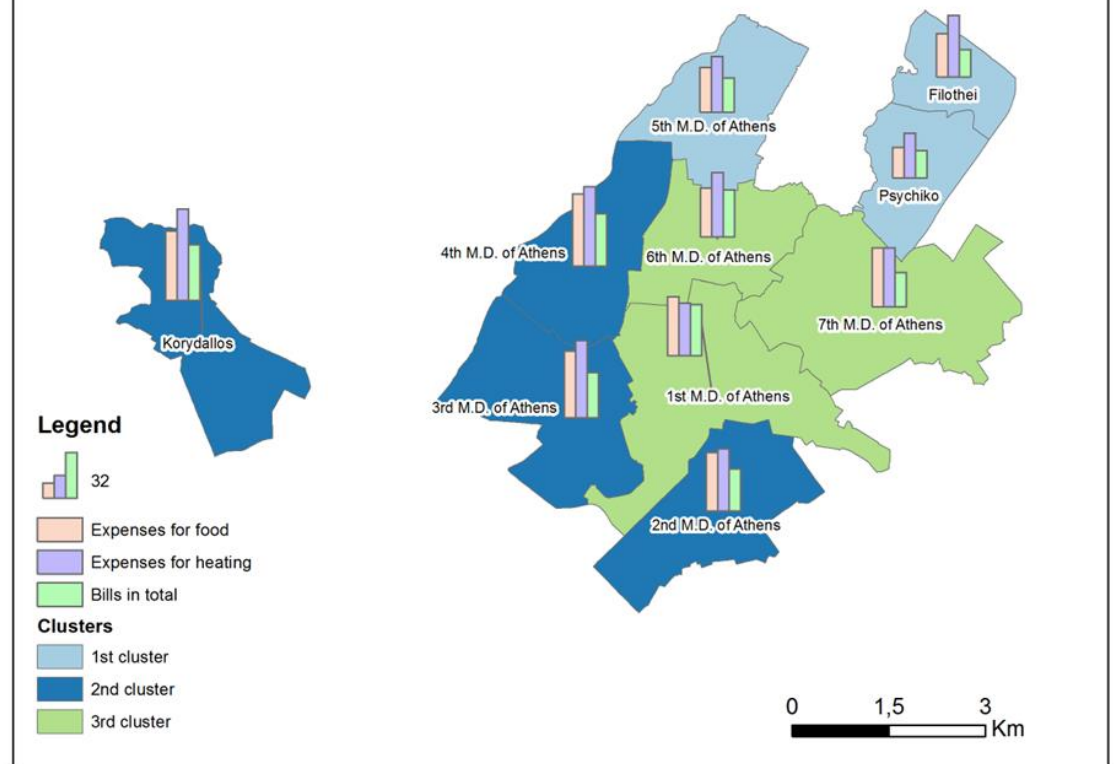 Filothei
5th M.D. of Athens
Psychiko
4th M.D. of Athens
6th M.D. of Athens
7th M.D. of Athens
Korydallos
1st M.D. of Athens
3rd M.D. of Athens
2nd M.D. of Athens
Legend
32
Expenses for food
Expenses for heating
Bills in total
Clusters
1st cluster
2nd cluster
3rd cluster
0 1,5 3
Km